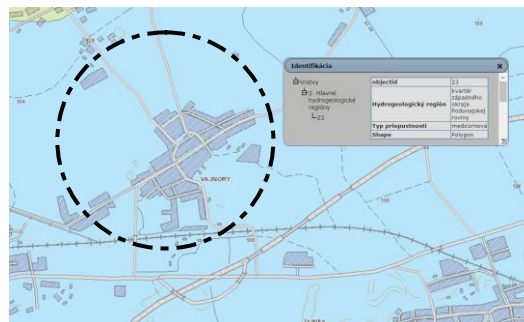 Identifikácia
Vrstvy
2. Hlavné
hydrogeologické
regióny
23
objectid 23
Hydrogeologický región kvartér západného okraja Podunajskej roviny
Typ priepustnosti medzizrnová
Shape Polygon
VAJNORY